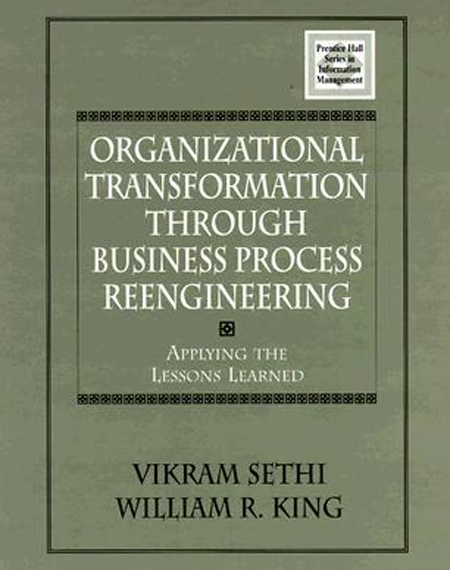 Prentice Hall
Series in
Information
Management
ORGANIZATIONAL
TRANSFORMATION
THROUGH
BUSINESS PROCESS
REENGINEERING
APPLYING THE
LESSONS LEARNED
VIKRAM SETHI
WILLIAM R. KING